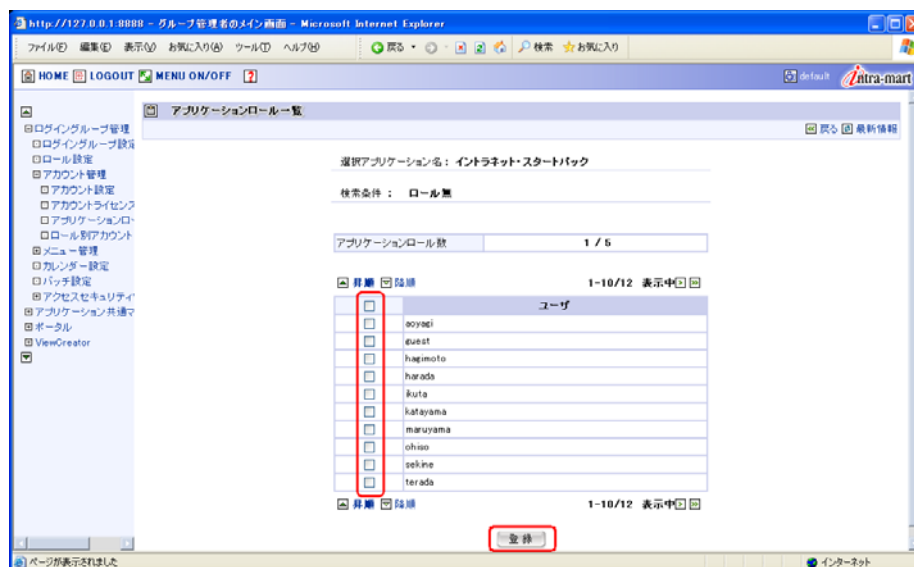 http://127.0.0.1:8888 - グループ管理者のメイン画面 - Microsoft Internet Explorer
ファイル(F) 編集(E) 表示(V) お気に入り(A) ツール(T) ヘルプ(H) 戻る 検索 お気に入り
HOME LOGOUT MENU ON/OFF ? default intra-mart
アプリケーションロール一覧
戻る 最新情報
ログイングループ管理
ログイングループ設定
ロール設定
アカウント管理
アカウント設定
アカウントライセンス
アプリケーションロ
ロール別アカウント
メニュー管理
カレンダー設定
バッチ設定
アクセスセキュリティ
アプリケーション共通マ
ポータル
ViewCreator
選択アプリケーション名： イントラネット・スタートパック
検索条件 ： ロール無
アプリケーションロール数 1 / 5
昇順 降順 1-10/12 表示中
ユーザ
aoyagi
guest
hagimoto
harada
ikuta
katayama
maruyama
ohiso
sekine
terada
昇順 降順 1-10/12 表示中
登録
ページが表示されました インターネット